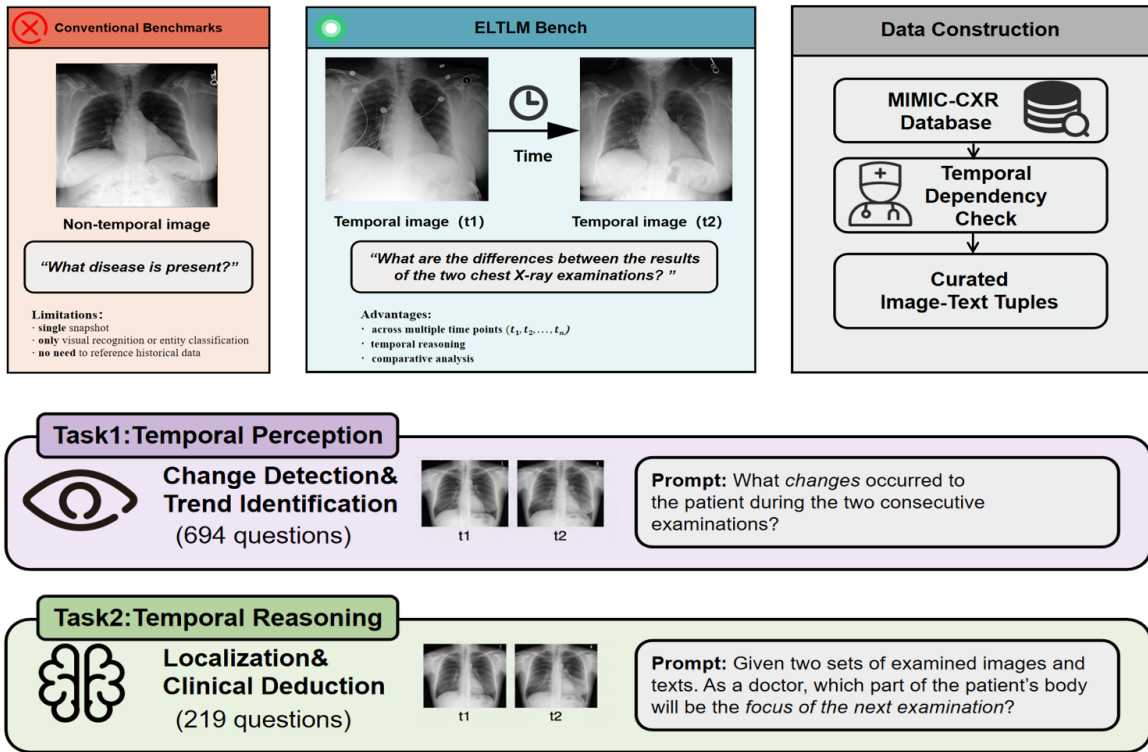 Conventional Benchmarks
Non-temporal image
“What disease is present?”
Limitations:
· single snapshot
· only visual recognition or entity classification
· no need to reference historical data
ELTLM Bench
Time
Temporal image (t1)
Temporal image (t2)
“What are the differences between the results
of the two chest X-ray examinations? ”
Advantages:
· across multiple time points (t₁, t₂, ..., tₙ)
· temporal reasoning
· comparative analysis
Data Construction
MIMIC-CXR
Database
Temporal
Dependency
Check
Curated
Image-Text Tuples
Task1:Temporal Perception
Change Detection&
Trend Identification
(694 questions)
t1
t2
Prompt: What changes occurred to
the patient during the two consecutive
examinations?
Task2:Temporal Reasoning
Localization&
Clinical Deduction
(219 questions)
t1
t2
Prompt: Given two sets of examined images and
texts. As a doctor, which part of the patient’s body
will be the focus of the next examination?